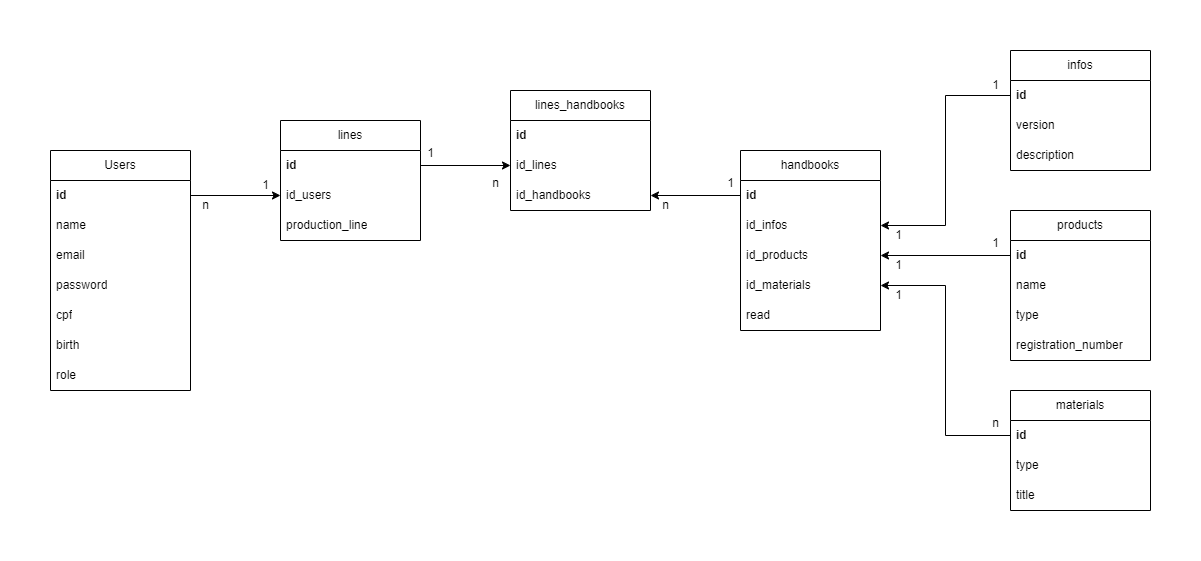 Users
id
name
email
password
cpf
birth
role
n
1
lines
id
id_users
production_line
1
n
lines_handbooks
id
id_lines
id_handbooks
n
1
handbooks
id
id_infos
id_products
id_materials
read
1
1
1
1
1
n
infos
id
version
description
products
id
name
type
registration_number
materials
id
type
title